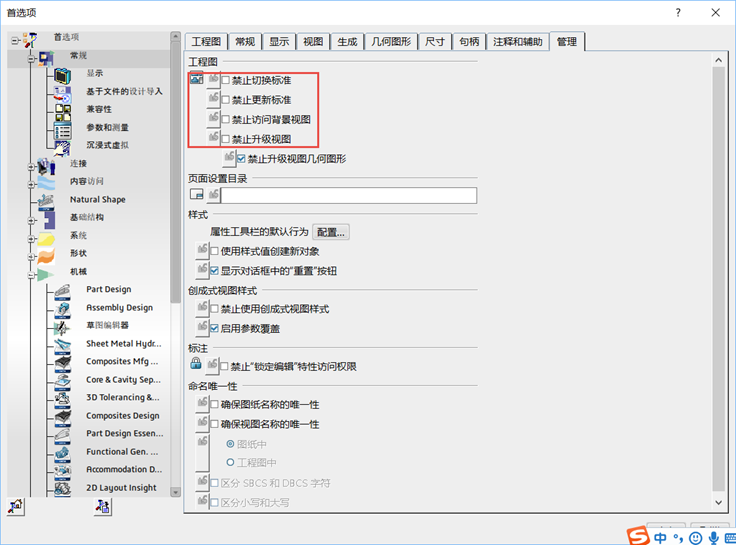 首选项
? ×
首选项
常规
显示
基于文件的设计导入
兼容性
参数和测量
沉浸式虚拟
连接
内容访问
Natural Shape
基础结构
系统
形状
机械
Part Design
Assembly Design
草图编辑器
Sheet Metal Hydr...
Composites Mfg ...
Core & Cavity Sep...
3D Tolerancing &...
Composites Design
Part Design Essen...
Functional Gen. ...
Accommodation D...
2D Layout Insight
工程图 常规 显示 视图 生成 几何图形 尺寸 句柄 注释和辅助 管理
工程图
禁止切换标准
禁止更新标准
禁止访问背景视图
禁止升级视图
禁止升级视图几何图形
页面设置目录
样式
属性工具栏的默认行为 配置...
使用样式值创建新对象
显示对话框中的“重置”按钮
创成式视图样式
禁止使用创成式视图样式
启用参数覆盖
标注
禁止“锁定编辑”特性访问权限
命名唯一性
确保图纸名称的唯一性
确保视图名称的唯一性
图纸中
工程图中
区分 SBCS 和 DBCS 字符
区分小写和大写
S 中